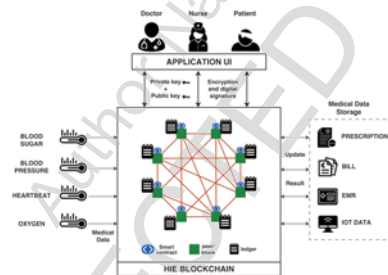 Doctor
Nurse
Patient
APPLICATION UI
Private key
+
Public key
Encryption
and digital
signature
Medical Data
Storage
BLOOD
SUGAR
BLOOD
PRESSURE
HEARTBEAT
OXYGEN
Medical
Data
Update
Result
PRESCRIPTION
BILL
EMR
IOT DATA
Smart
contract
peer
block
ledger
HIE BLOCKCHAIN